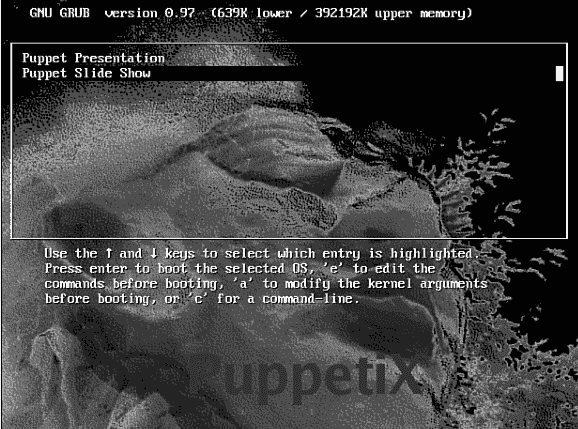 GNU GRUB  version 0.97  (639K lower / 392192K upper memory)
Puppet Presentation
Puppet Slide Show
Use the ↑ and ↓ keys to select which entry is highlighted.
Press enter to boot the selected OS, 'e' to edit the
commands before booting, 'a' to modify the kernel arguments
before booting, or 'c' for a command-line.
PuppetiX